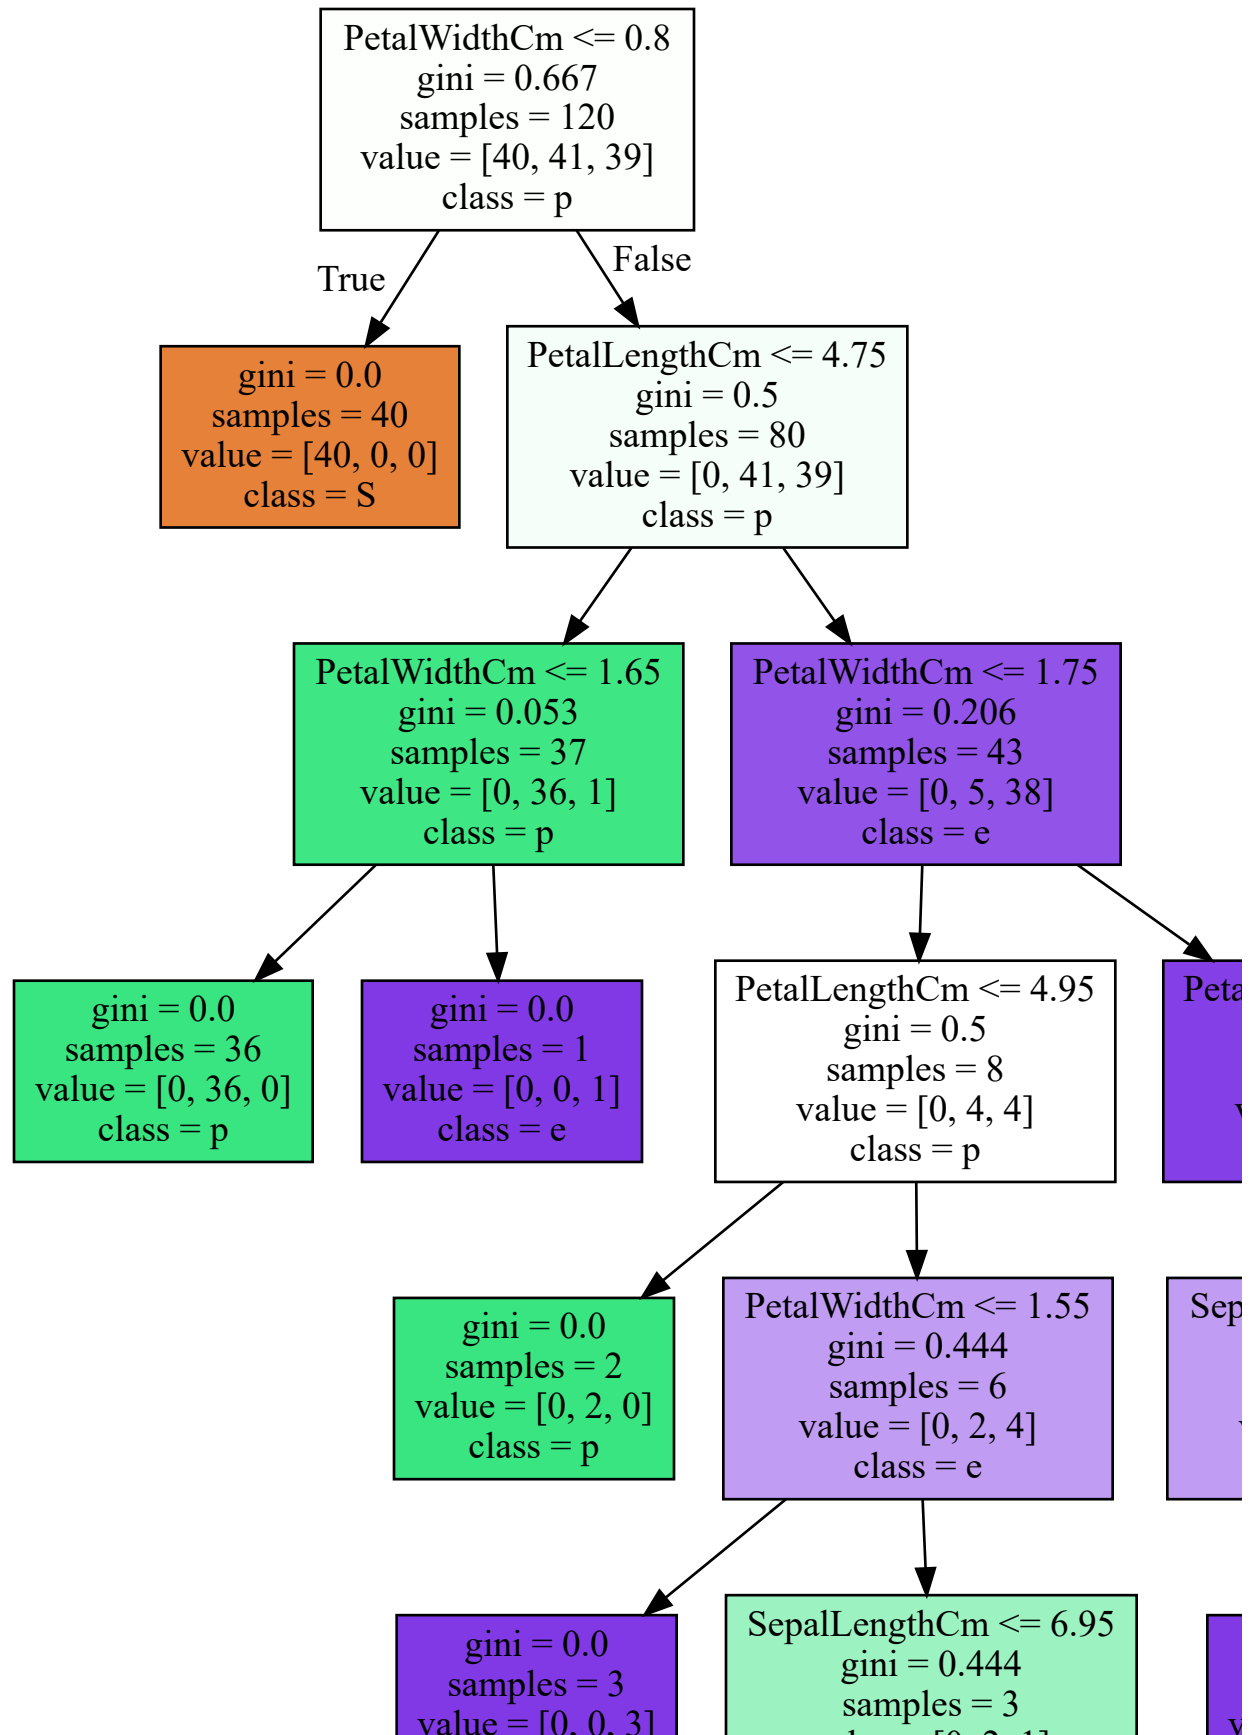 PetalWidthCm <= 0.8
gini = 0.667
samples = 120
value = [40, 41, 39]
class = p
True
False
gini = 0.0
samples = 40
value = [40, 0, 0]
class = S
PetalLengthCm <= 4.75
gini = 0.5
samples = 80
value = [0, 41, 39]
class = p
PetalWidthCm <= 1.65
gini = 0.053
samples = 37
value = [0, 36, 1]
class = p
PetalWidthCm <= 1.75
gini = 0.206
samples = 43
value = [0, 5, 38]
class = e
gini = 0.0
samples = 36
value = [0, 36, 0]
class = p
gini = 0.0
samples = 1
value = [0, 0, 1]
class = e
PetalLengthCm <= 4.95
gini = 0.5
samples = 8
value = [0, 4, 4]
class = p
Peta
gini = 0.0
samples = 2
value = [0, 2, 0]
class = p
PetalWidthCm <= 1.55
gini = 0.444
samples = 6
value = [0, 2, 4]
class = e
Sep
gini = 0.0
samples = 3
value = [0, 0, 3]
SepalLengthCm <= 6.95
gini = 0.444
samples = 3